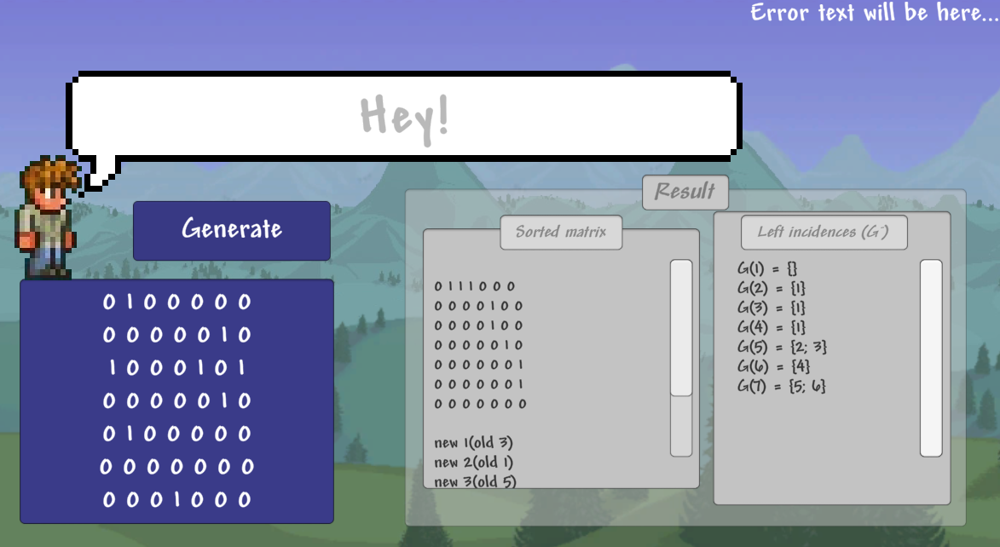 Error text will be here...
Hey!
Generate
0 1 0 0 0 0 0
0 0 0 0 0 1 0
1 0 0 0 1 0 1
0 0 0 0 0 1 0
0 1 0 0 0 0 0
0 0 0 0 0 0 0
0 0 0 1 0 0 0
Result
Sorted matrix
0 1 1 1 0 0 0
0 0 0 0 1 0 0
0 0 0 0 1 0 0
0 0 0 0 0 1 0
0 0 0 0 0 0 1
0 0 0 0 0 0 1
0 0 0 0 0 0 0
new 1(old 3)
new 2(old 1)
new 3(old 5)
Left incidences (G⁻)
G(1) = {}
G(2) = {1}
G(3) = {1}
G(4) = {1}
G(5) = {2; 3}
G(6) = {4}
G(7) = {5; 6}